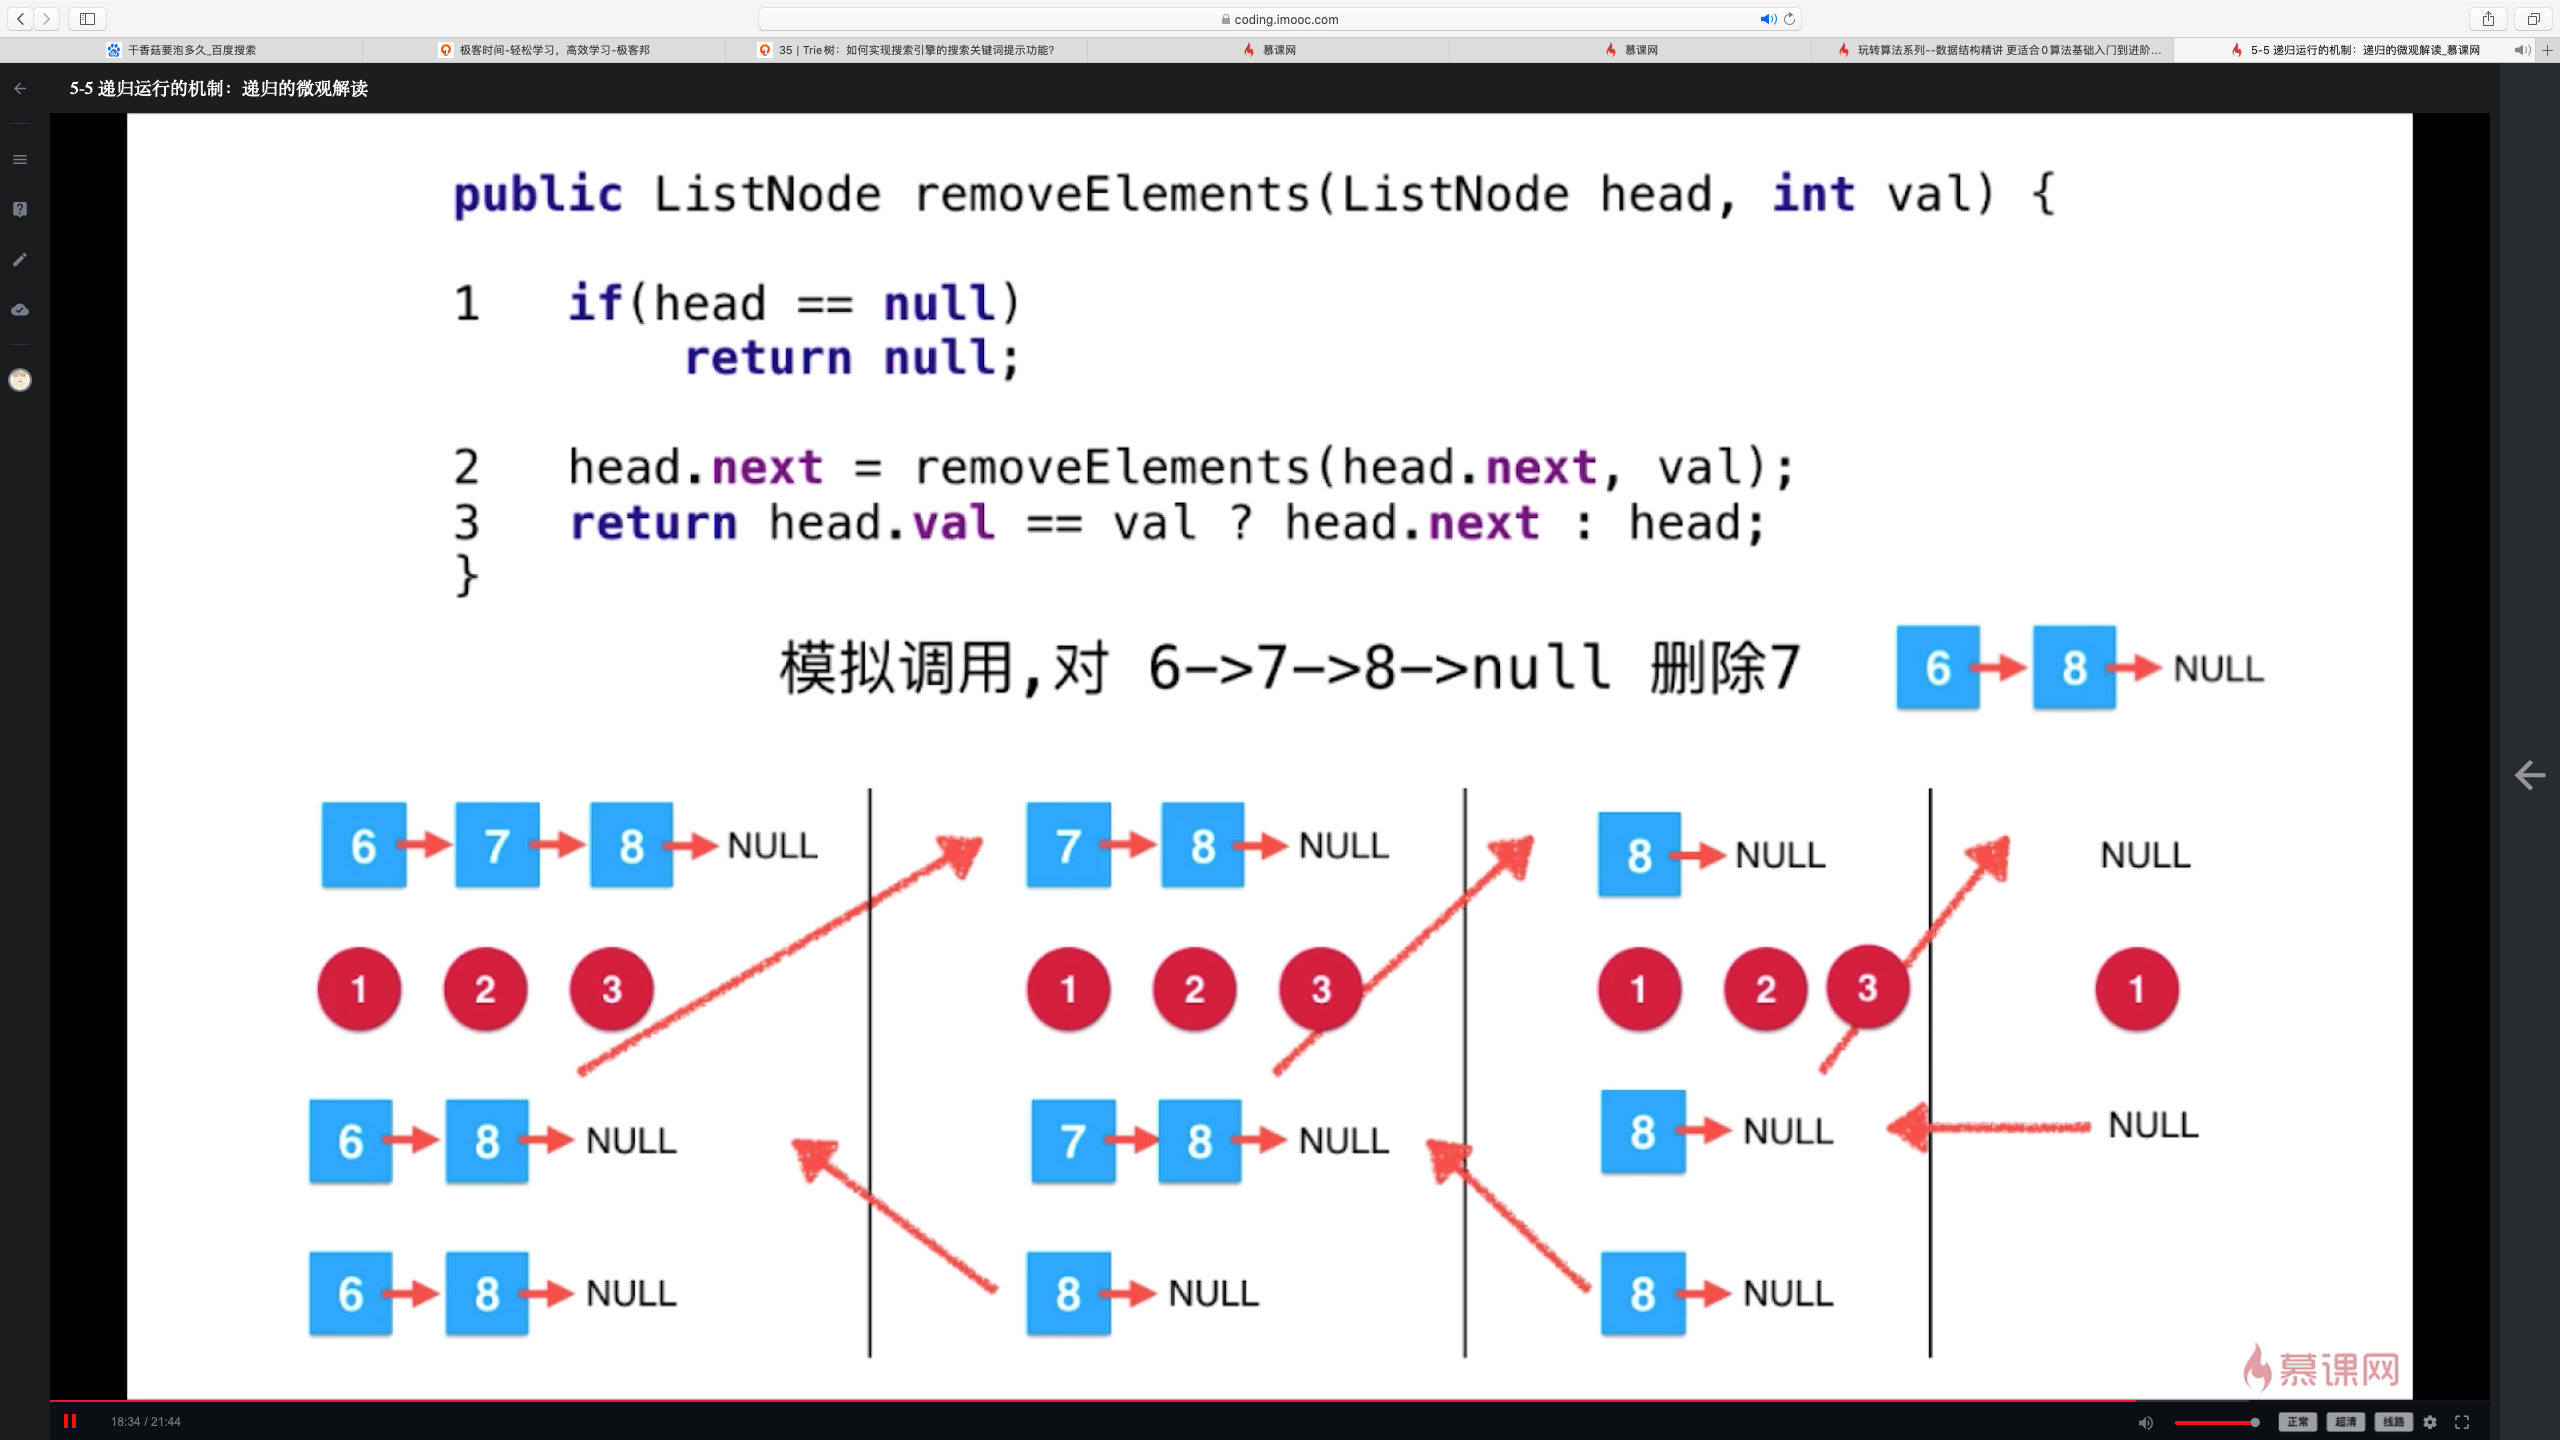 coding.imooc.com
干香菇要泡多久_百度搜索
极客时间-轻松学习，高效学习-极客邦
35 | Trie树：如何实现搜索引擎的搜索关键词提示功能？
慕课网
慕课网
玩转算法系列--数据结构精讲 更适合0算法基础入门到进阶...
5-5 递归运行的机制：递归的微观解读_慕课网
5-5 递归运行的机制：递归的微观解读
public ListNode removeElements(ListNode head, int val) {
1 if(head == null)
return null;
2 head.next = removeElements(head.next, val);
3 return head.val == val ? head.next : head;
}
模拟调用,对 6->7->8->null 删除7
6 8 NULL
6 7 8 NULL
7 8 NULL
8 NULL
NULL
1 2 3
1 2 3
1 2 3
1
6 8 NULL
7 8 NULL
8 NULL
NULL
6 8 NULL
8 NULL
8 NULL
慕课网
18:34 / 21:44
正常
超清
线路